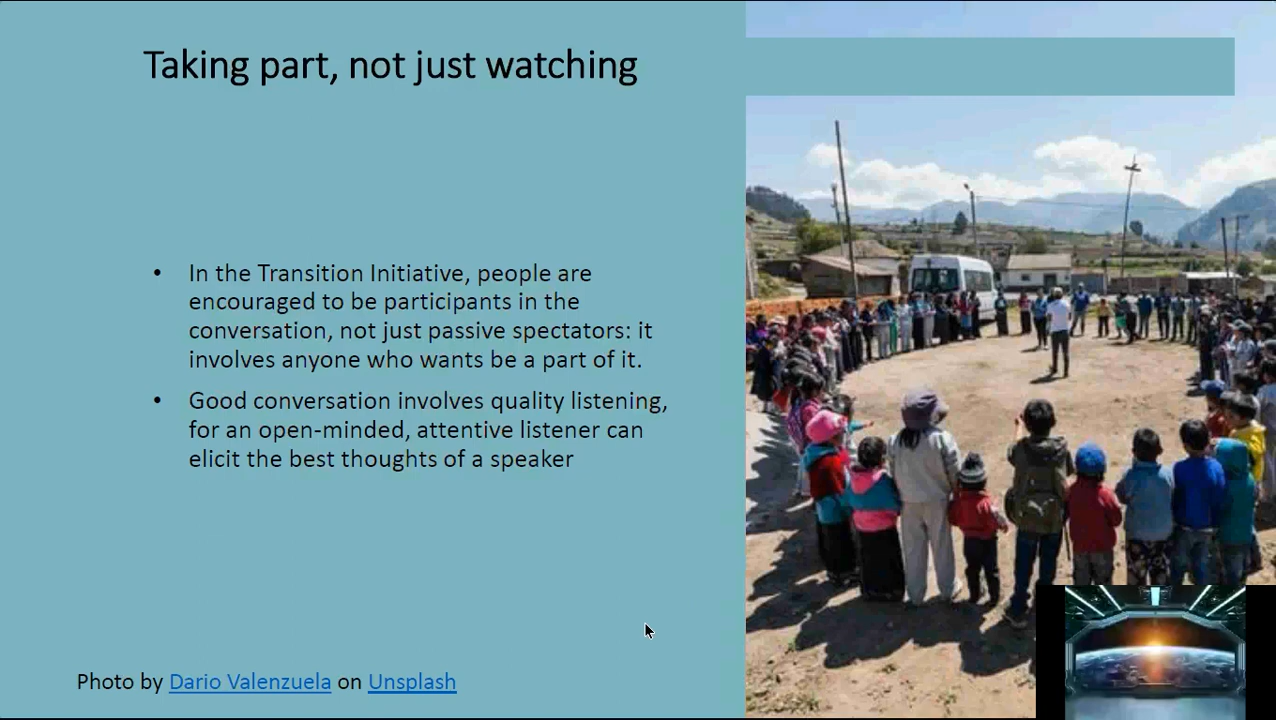 Taking part, not just watching
• In the Transition Initiative, people are
encouraged to be participants in the
conversation, not just passive spectators: it
involves anyone who wants be a part of it.
• Good conversation involves quality listening,
for an open-minded, attentive listener can
elicit the best thoughts of a speaker
Photo by Dario Valenzuela on Unsplash